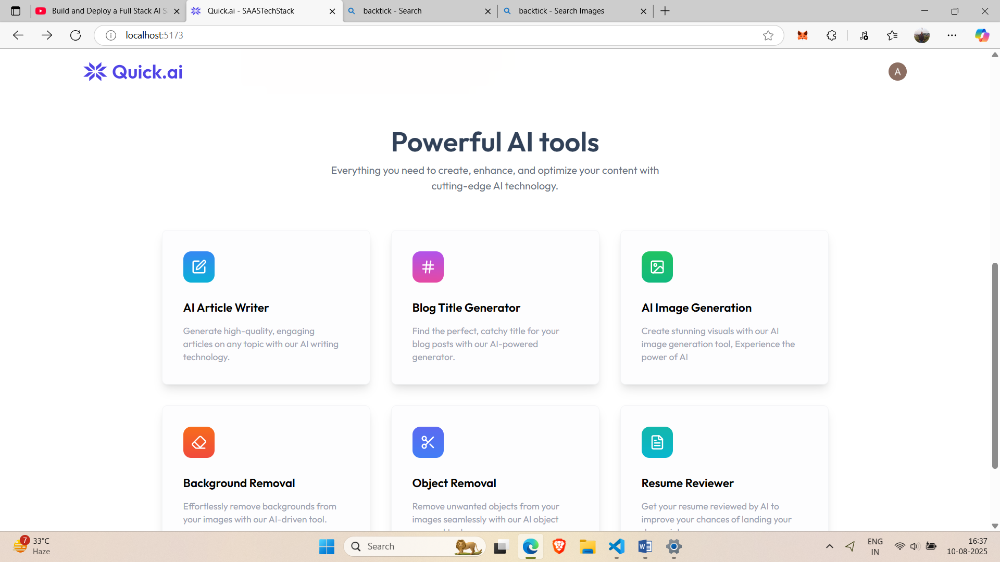 Build and Deploy a Full Stack AI S
Quick.ai - SAASTechStack
backtick - Search
backtick - Search Images
localhost:5173
Quick.ai
A
Powerful AI tools
Everything you need to create, enhance, and optimize your content with
cutting-edge AI technology.
AI Article Writer
Generate high-quality, engaging
articles on any topic with our AI writing
technology.
Blog Title Generator
Find the perfect, catchy title for your
blog posts with our AI-powered
generator.
AI Image Generation
Create stunning visuals with our AI
image generation tool, Experience the
power of AI
Background Removal
Effortlessly remove backgrounds from
your images with our AI-driven tool.
Object Removal
Remove unwanted objects from your
images seamlessly with our AI object
Resume Reviewer
Get your resume reviewed by AI to
improve your chances of landing your
7
33°C
Haze
Search
ENG
IN
16:37
10-08-2025